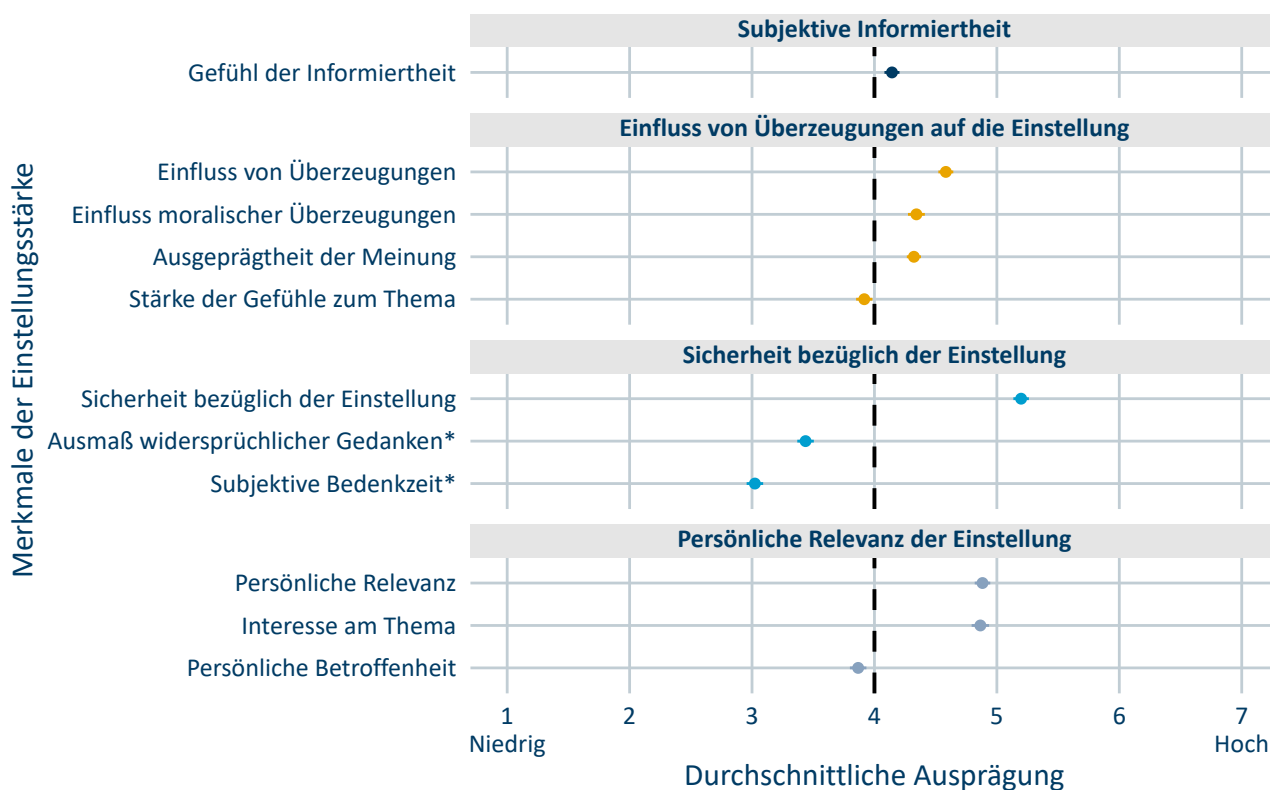 Merkmale der Einstellungsstärke
Subjektive Informiertheit
Gefühl der Informiertheit
Einfluss von Überzeugungen auf die Einstellung
Einfluss von Überzeugungen
Einfluss moralischer Überzeugungen
Ausgeprägtheit der Meinung
Stärke der Gefühle zum Thema
Sicherheit bezüglich der Einstellung
Sicherheit bezüglich der Einstellung
Ausmaß widersprüchlicher Gedanken*
Subjektive Bedenkzeit*
Persönliche Relevanz der Einstellung
Persönliche Relevanz
Interesse am Thema
Persönliche Betroffenheit
1 2 3 4 5 6 7
Niedrig Hoch
Durchschnittliche Ausprägung